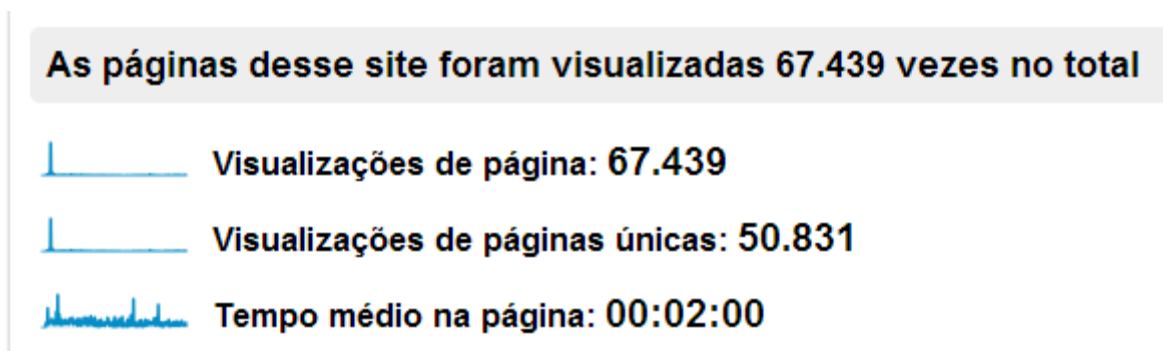 As páginas desse site foram visualizadas 67.439 vezes no total
Visualizações de página: 67.439
Visualizações de páginas únicas: 50.831
Tempo médio na página: 00:02:00